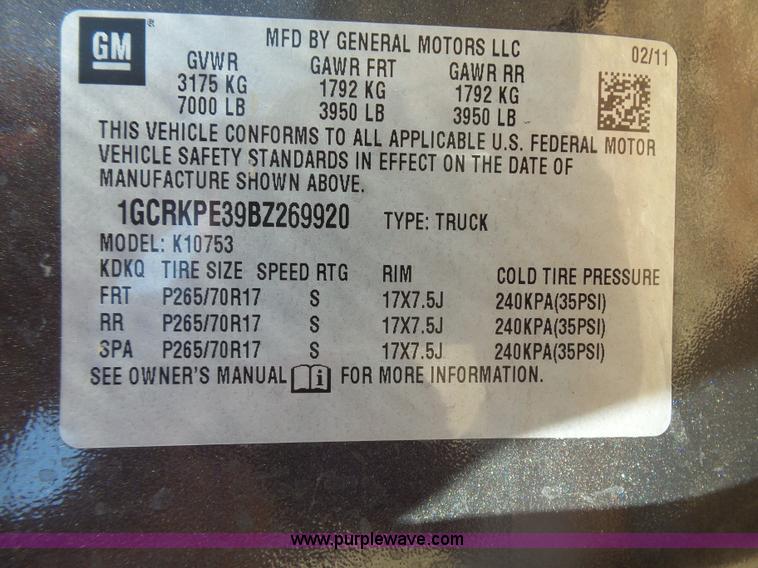 GM®
MFD BY GENERAL MOTORS LLC 02/11
GVWR GAWR FRT GAWR RR
3175 KG 1792 KG 1792 KG
7000 LB 3950 LB 3950 LB
THIS VEHICLE CONFORMS TO ALL APPLICABLE U.S. FEDERAL MOTOR
VEHICLE SAFETY STANDARDS IN EFFECT ON THE DATE OF
MANUFACTURE SHOWN ABOVE.
1GCRKPE39BZ269920 TYPE: TRUCK
MODEL: K10753
KDKQ TIRE SIZE SPEED RTG RIM COLD TIRE PRESSURE
FRT P265/70R17 S 17X7.5J 240KPA(35PSI)
RR P265/70R17 S 17X7.5J 240KPA(35PSI)
SPA P265/70R17 S 17X7.5J 240KPA(35PSI)
SEE OWNER'S MANUAL FOR MORE INFORMATION.
www.purplewave.com